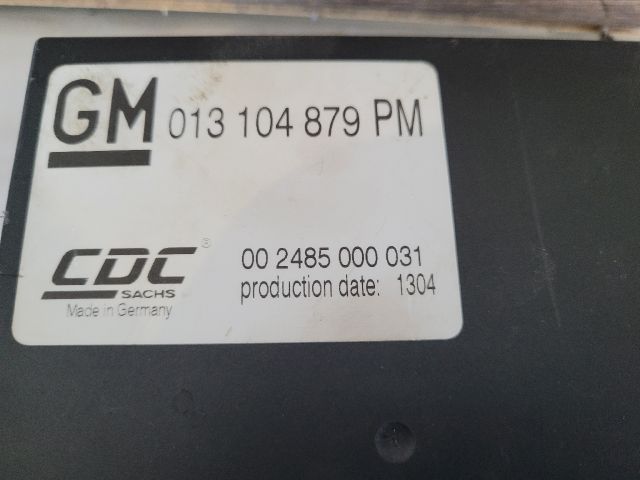 GM 013 104 879 PM
CDC® 00 2485 000 031
SACHS production date: 1304
Made in Germany